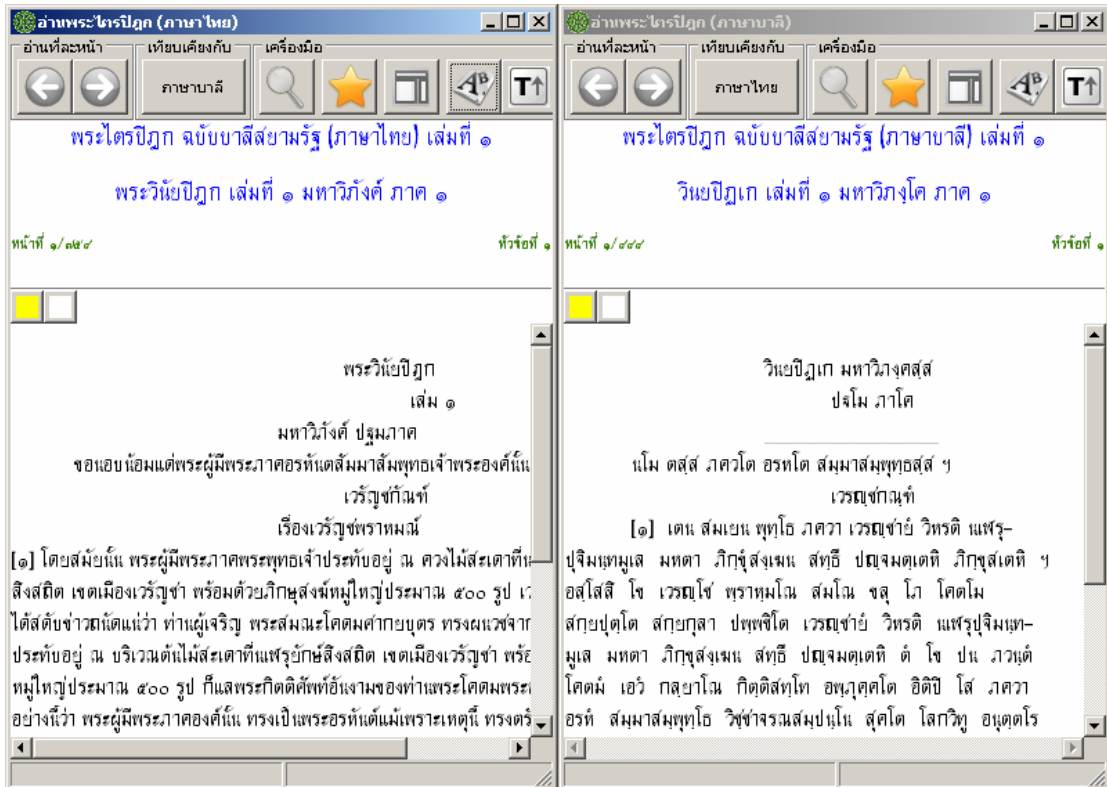 อ่านพระไตรปิฎก (ภาษาไทย)
อ่านที่ละหน้า เทียบเคียงกับ เครื่องมือ
ภาษาบาลี
พระไตรปิฎก ฉบับบาลีสยามรัฐ (ภาษาไทย) เล่มที่ ๑
พระวินัยปิฎก เล่มที่ ๑ มหาวิภังค์ ภาค ๑
หน้าที่ ๑/๗๕๔ หัวข้อที่ ๑
พระวินัยปิฎก
เล่ม ๑
มหาวิภังค์ ปฐมภาค
ขอนอบน้อมแด่พระผู้มีพระภาคอรหันตสัมมาสัมพุทธเจ้าพระองค์นั้น
เวรัญชกัณฑ์
เรื่องเวรัญชพราหมณ์
[๑] โดยสมัยนั้น พระผู้มีพระภาคพระพุทธเจ้าประทับอยู่ ณ ควงไม้สะเดาที่น
สิงสถิต เขตเมืองเวรัญชา พร้อมด้วยภิกษุสงฆ์หมู่ใหญ่ประมาณ ๕๐๐ รูป เว
ได้สดับข่าวถนัดแน่ว่า ท่านผู้เจริญ พระสมณะโคดมศากยบุตร ทรงผนวชจาก
ประทับอยู่ ณ บริเวณต้นไม้สะเดาที่นเฬรุยักษ์สิงสถิต เขตเมืองเวรัญชา พร้อ
หมู่ใหญ่ประมาณ ๕๐๐ รูป ก็แลพระกิตติศัพท์อันงามของท่านพระโคดมพระ
อย่างนี้ว่า พระผู้มีพระภาคองค์นั้น ทรงเป็นพระอรหันต์แม้เพราะเหตุนี้ ทรงตรั
อ่านพระไตรปิฎก (ภาษาบาลี)
อ่านที่ละหน้า เทียบเคียงกับ เครื่องมือ
ภาษาไทย
พระไตรปิฎก ฉบับบาลีสยามรัฐ (ภาษาบาลี) เล่มที่ ๑
วินยปิฏเก เล่มที่ ๑ มหาวิภงฺโค ภาค ๑
หน้าที่ ๑/๔๔๔ หัวข้อที่ ๑
วินยปิฏเก มหาวิภงฺคสฺส
ปฐโม ภาโค
นโม ตสฺส ภควโต อรหโต สมฺมาสมฺพุทฺธสฺส ฯ
เวรญฺชกณฺฑํ
[๑] เตน สมเยน พุทฺโธ ภควา เวรญฺชายํ วิหรติ นเฬรุ-
ปุจิมนฺทมูเล มหตา ภิกฺขุสงฺเฆน สทฺธึ ปญฺจมตฺเตหิ ภิกฺขุสเตหิ ฯ
อสฺโสสิ โข เวรญฺโช พฺราหฺมโณ สมโณ ขลุ โภ โคตโม
สกฺยปุตฺโต สกฺยกุลา ปพฺพชิโต เวรญฺชายํ วิหรติ นเฬรุปุจิมนฺท-
มูเล มหตา ภิกฺขุสงฺเฆน สทฺธึ ปญฺจมตฺเตหิ ตํ โข ปน ภวนฺตํ
โคตมํ เอวํ กลฺยาโณ กิตฺติสทฺโท อพฺภุคฺคโต อิติปิ โส ภควา
อรหํ สมฺมาสมฺพุทฺโธ วิชฺชาจรณสมฺปนฺโน สุคโต โลกวิทู อนุตฺตโร